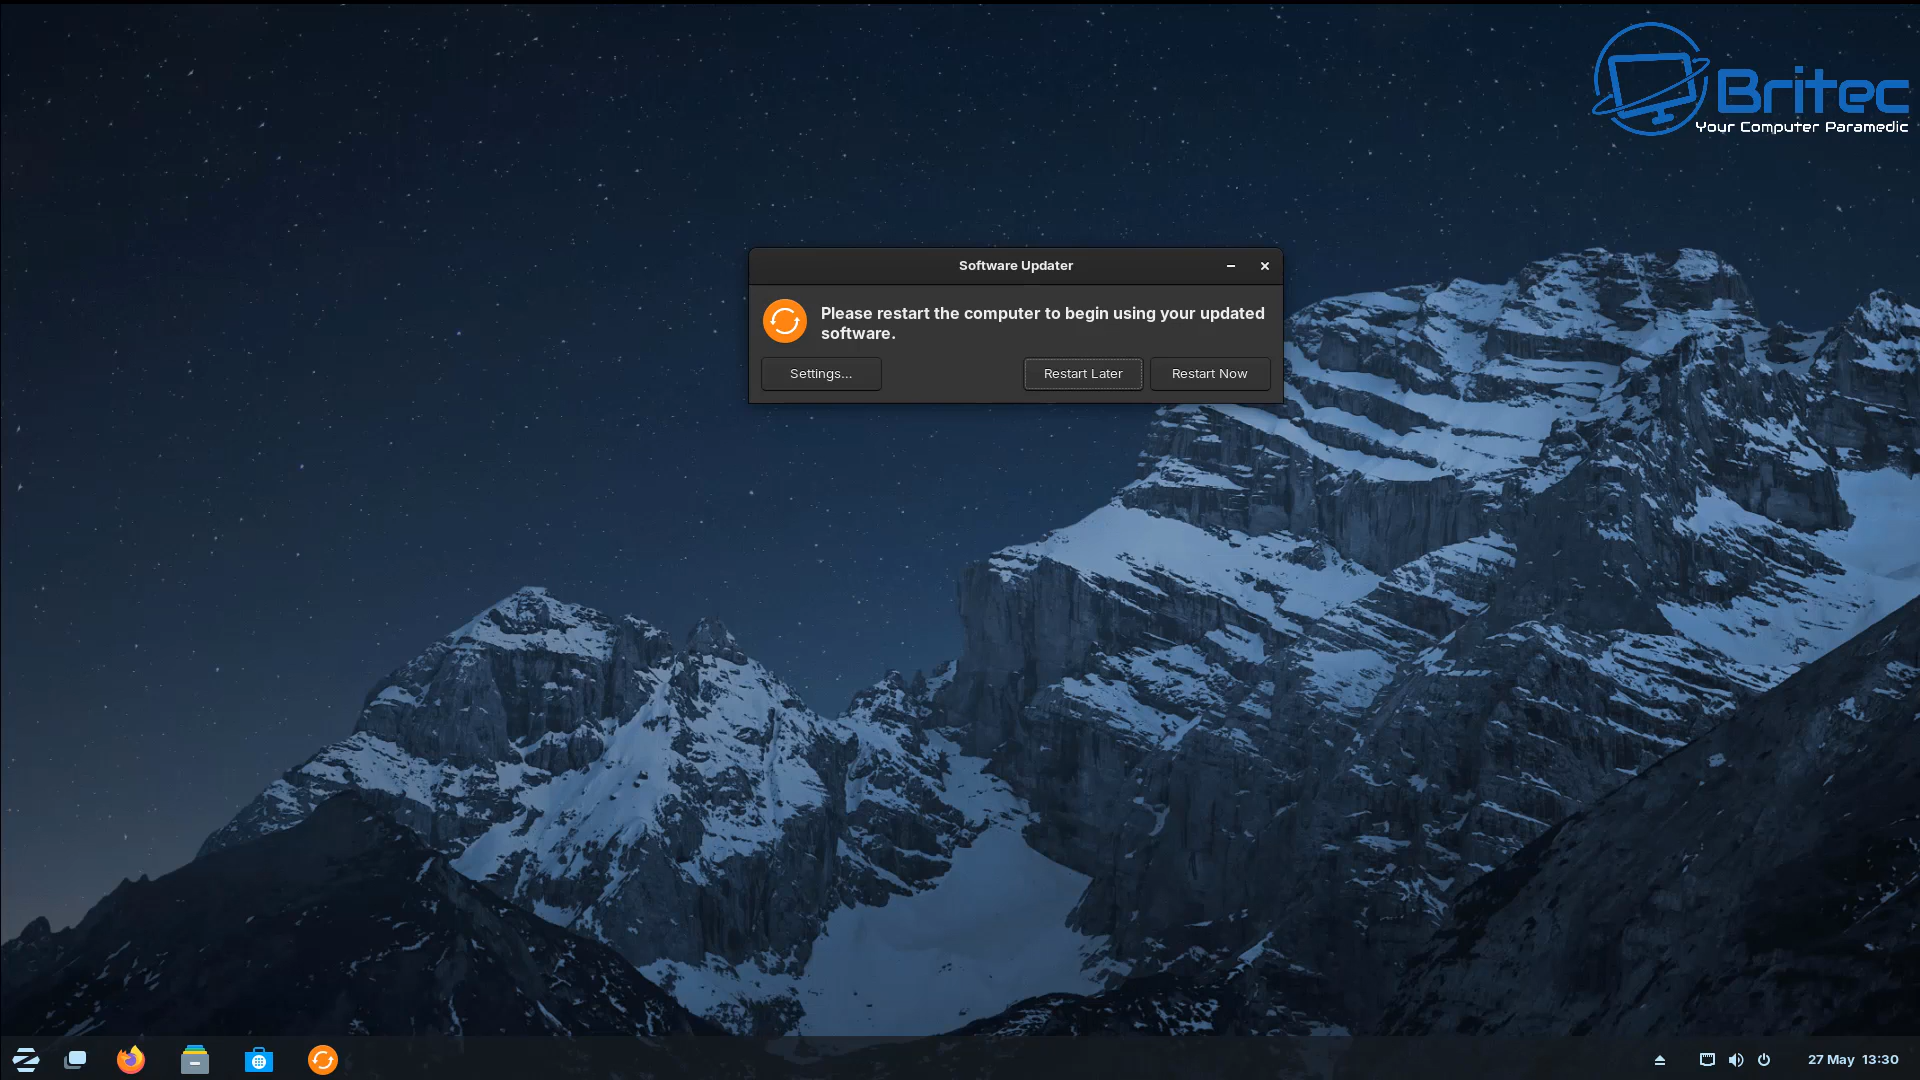 Britec
Your Computer Paramedic
Software Updater
Please restart the computer to begin using your updated
software.
Settings...
Restart Later
Restart Now
27 May 13:30